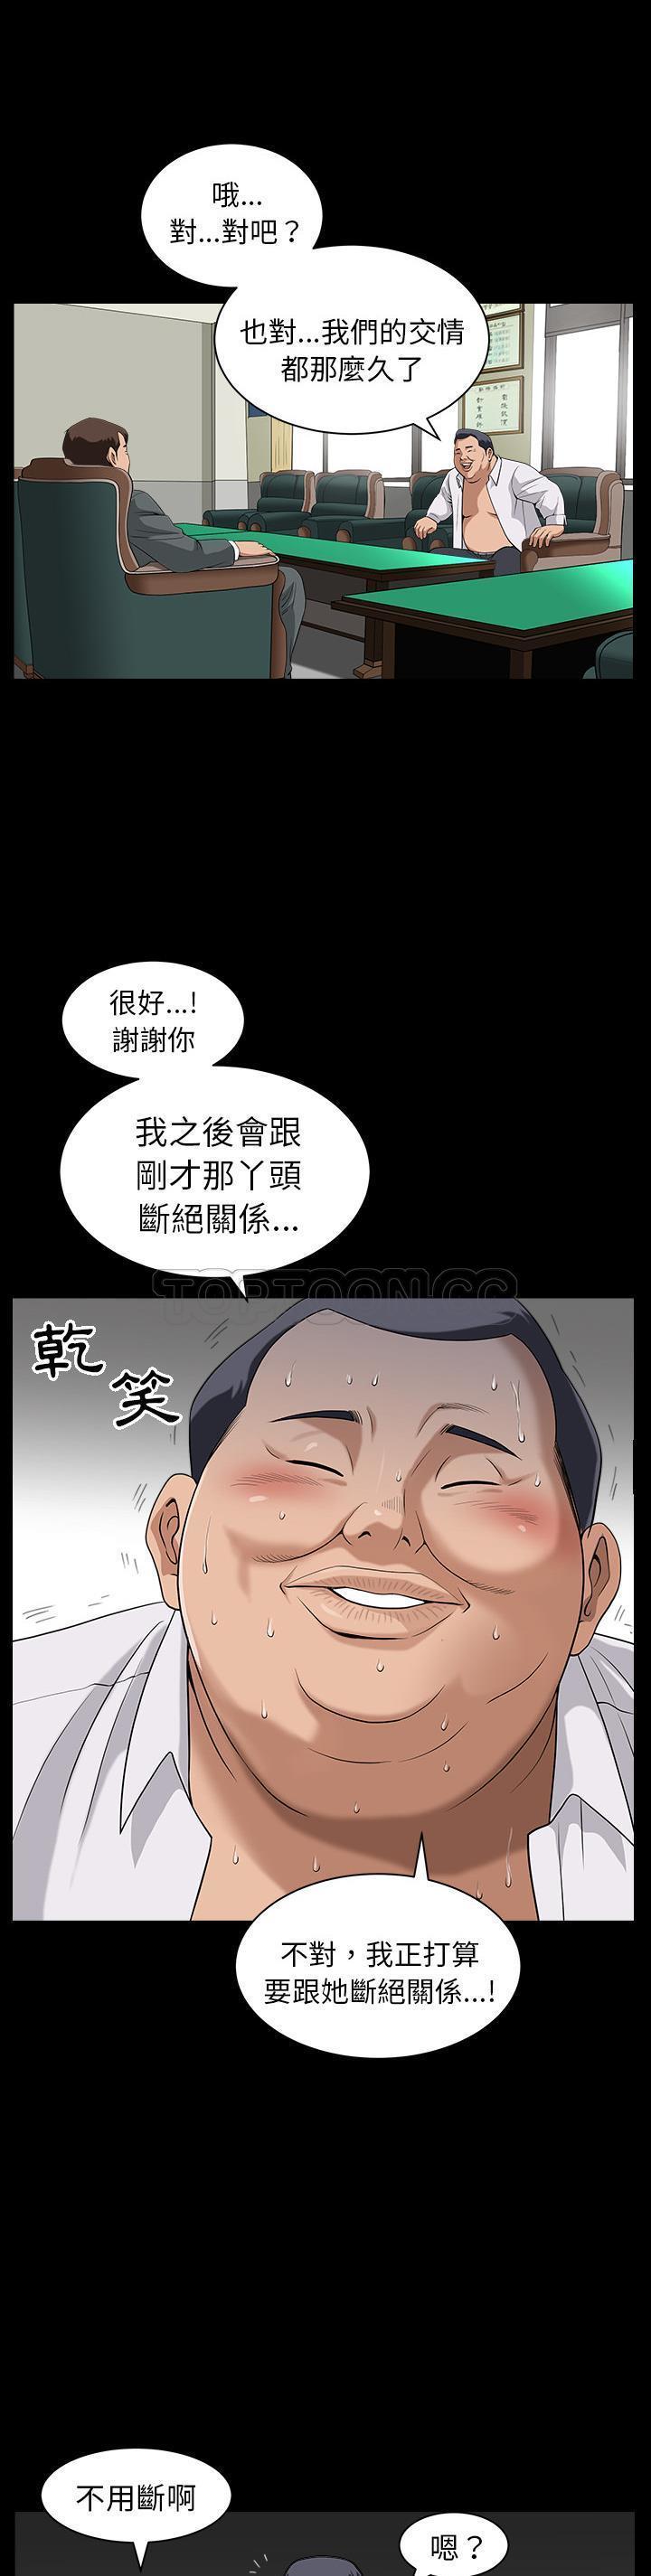 哦...
對...對吧？
也對...我們的交情
都那麼久了
很好...!
謝謝你
我之後會跟
剛才那丫頭
斷絕關係...
TOPTOON.CC
乾笑
不對，我正打算
要跟她斷絕關係...!
不用斷啊
嗯？